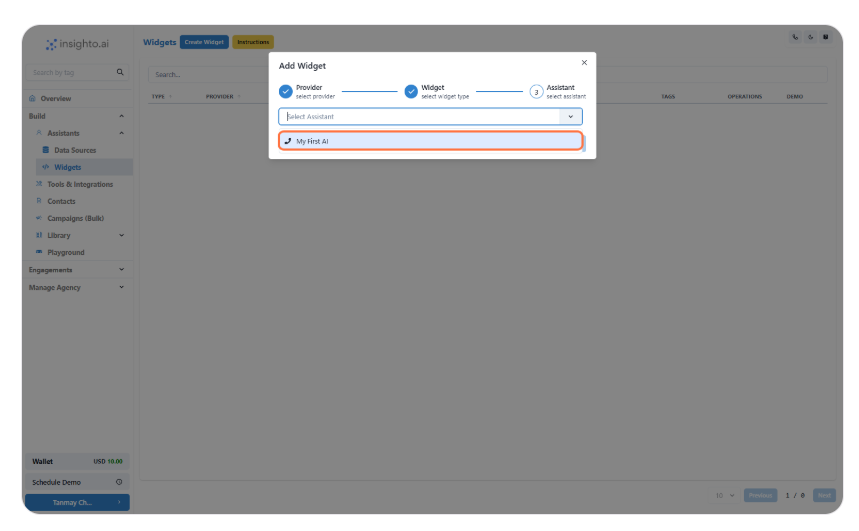 insighto.ai
Widgets
Create Widget
Instructions
Search by tag
Search...
Overview
Build
Assistants
Data Sources
Widgets
Tools & Integrations
Contacts
Campaigns (Bulk)
Library
Playground
Engagements
Manage Agency
TYPE
PROVIDER
TAGS
OPERATIONS
DEMO
Add Widget
Provider
select provider
Widget
select widget type
3
Assistant
select assistant
Select Assistant
My First AI
Wallet
USD 10.00
Schedule Demo
Tanmay Ch...
10
Previous
1 / 0
Next